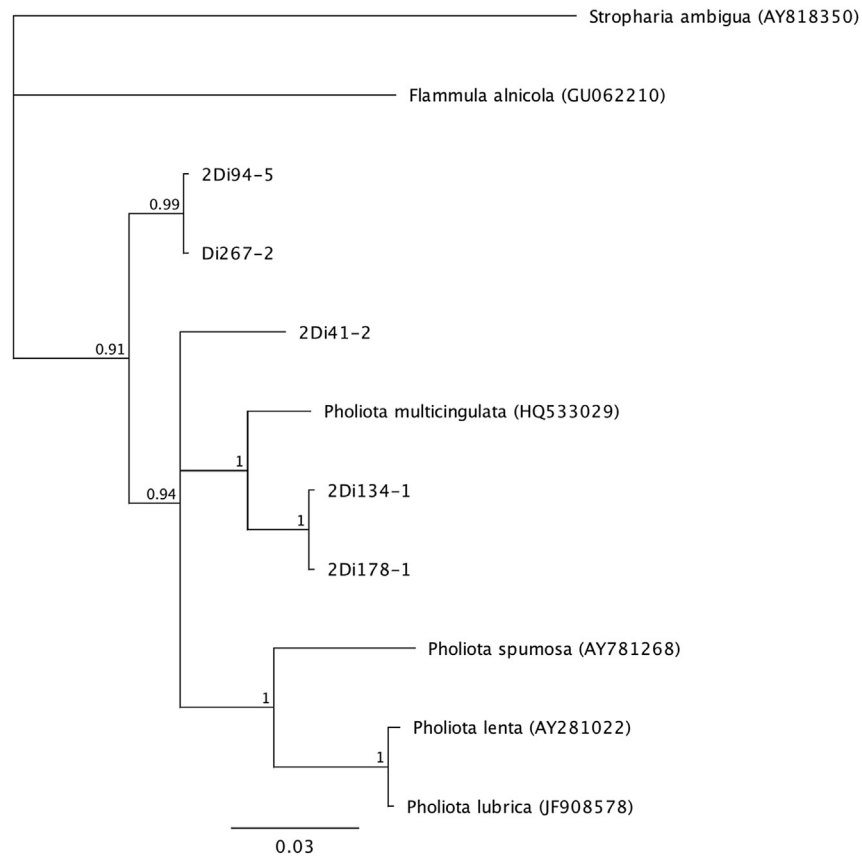 Stropharia ambigua (AY818350)
Flammula alnicola (GU062210)
2Di94-5
0.99
Di267-2
2Di41-2
0.91
Pholiota multicingulata (HQ533029)
1
2Di134-1
0.94
1
2Di178-1
Pholiota spumosa (AY781268)
1
Pholiota lenta (AY281022)
1
Pholiota lubrica (JF908578)
0.03